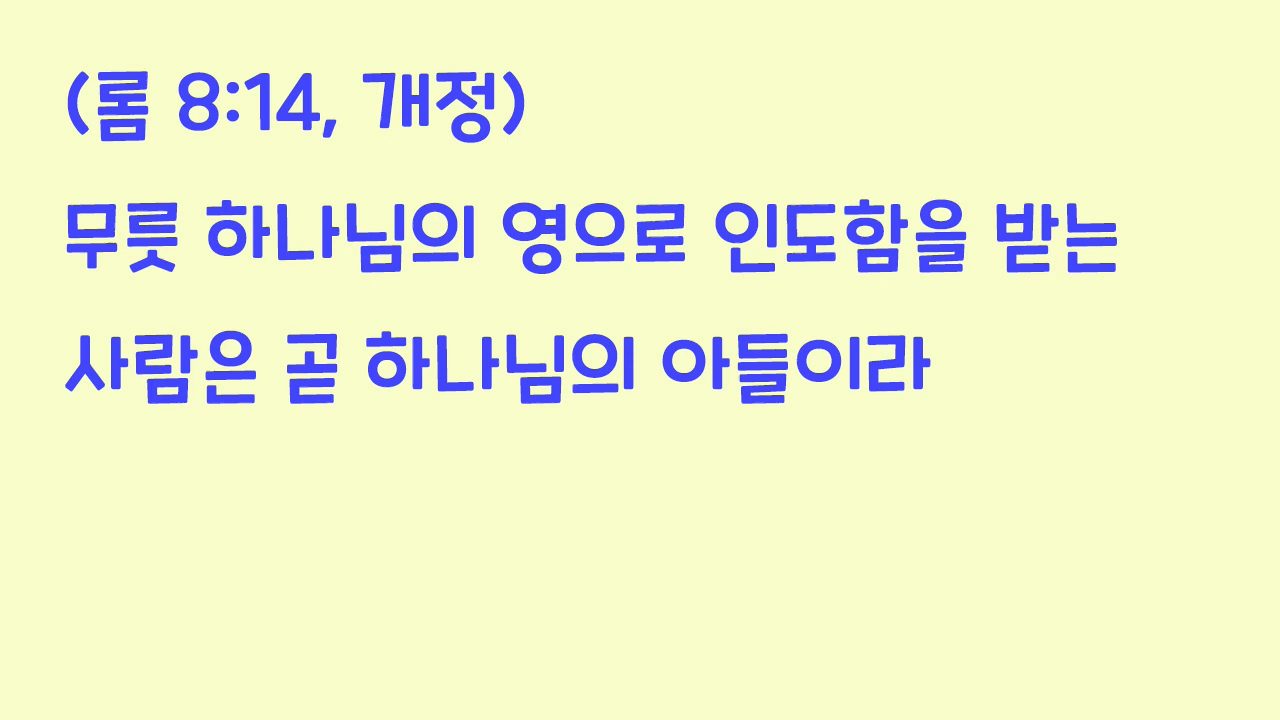 (롬 8:14, 개정)
무릇 하나님의 영으로 인도함을 받는
사람은 곧 하나님의 아들이라